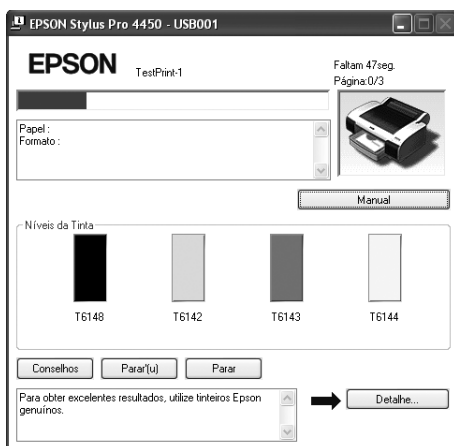 EPSON Stylus Pro 4450 - USB001
EPSON
TestPrint-1
Faltam 47seg.
Página:0/3
Papel :
Formato :
Manual
Níveis da Tinta
T6148 T6142 T6143 T6144
Conselhos Parar'(u) Parar
Para obter excelentes resultados, utilize tinteiros Epson
genuínos.
Detalhe...